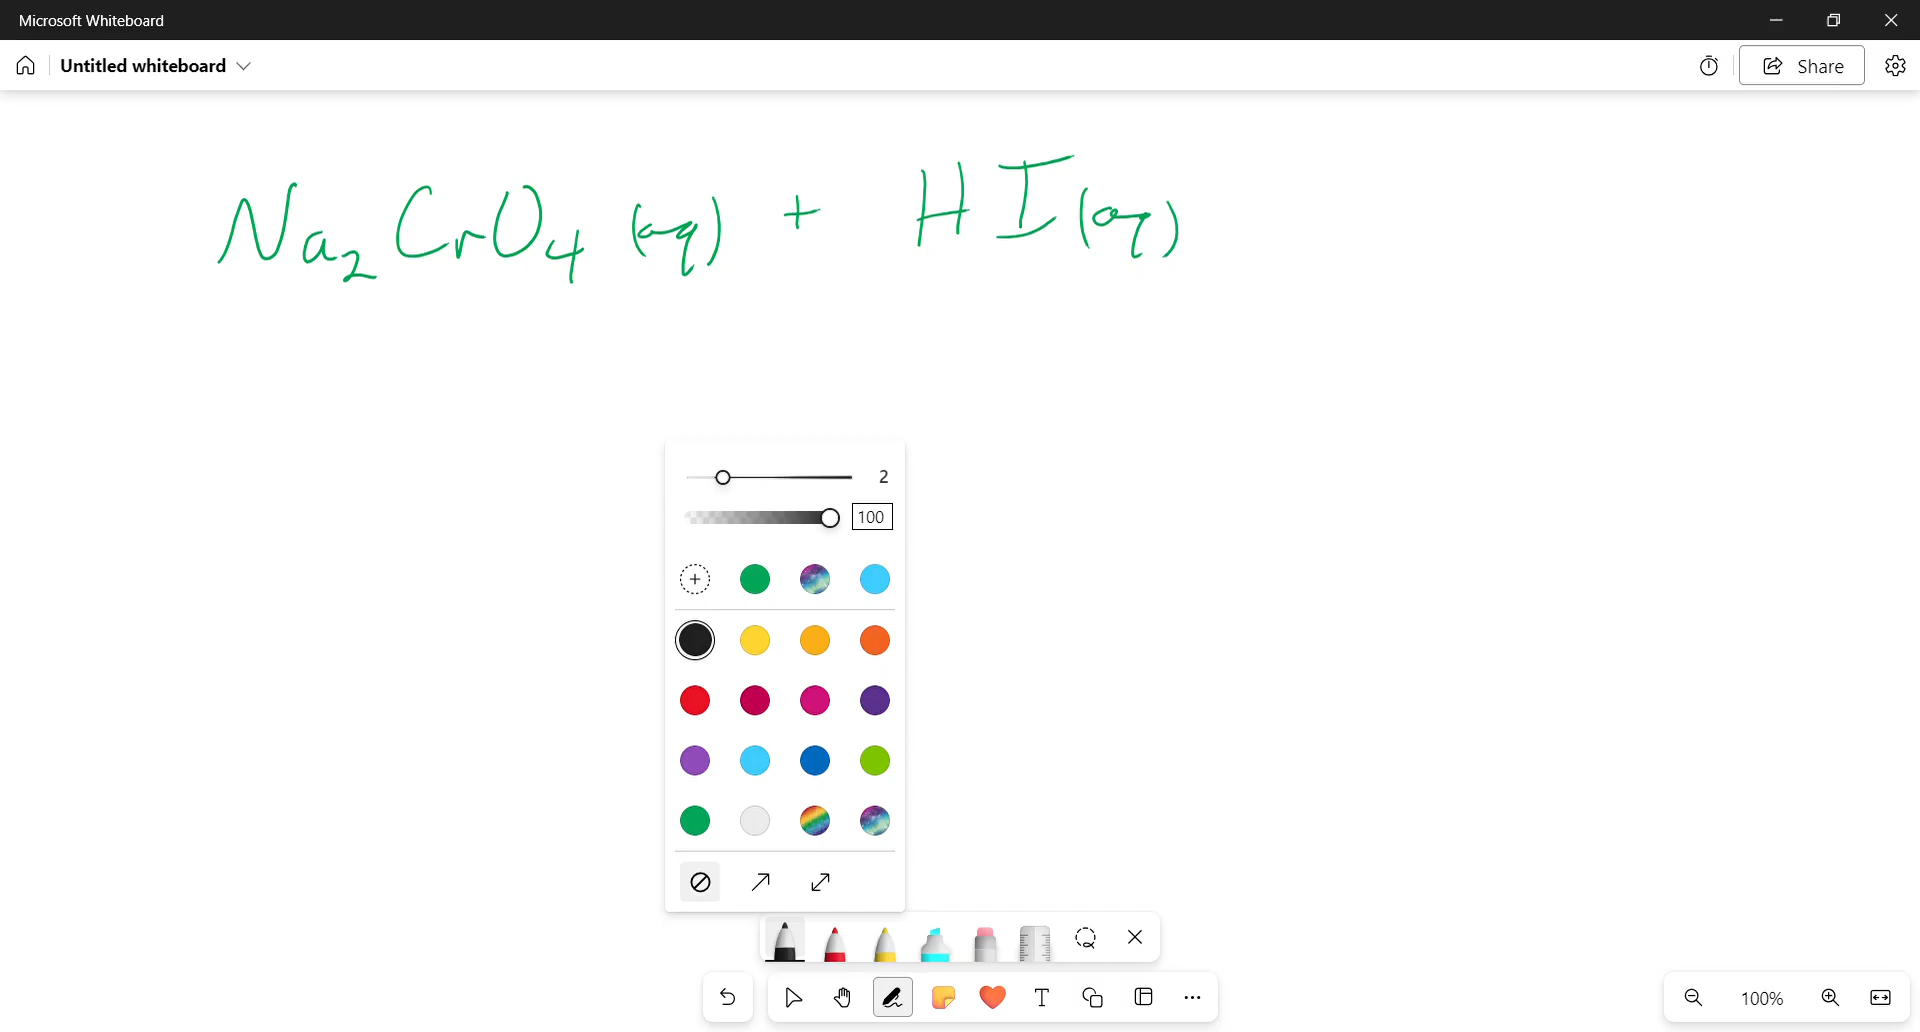 Microsoft Whiteboard
Untitled whiteboard
Share
Na₂CrO₄ (aq) + HI (aq)
2
100
T
100%